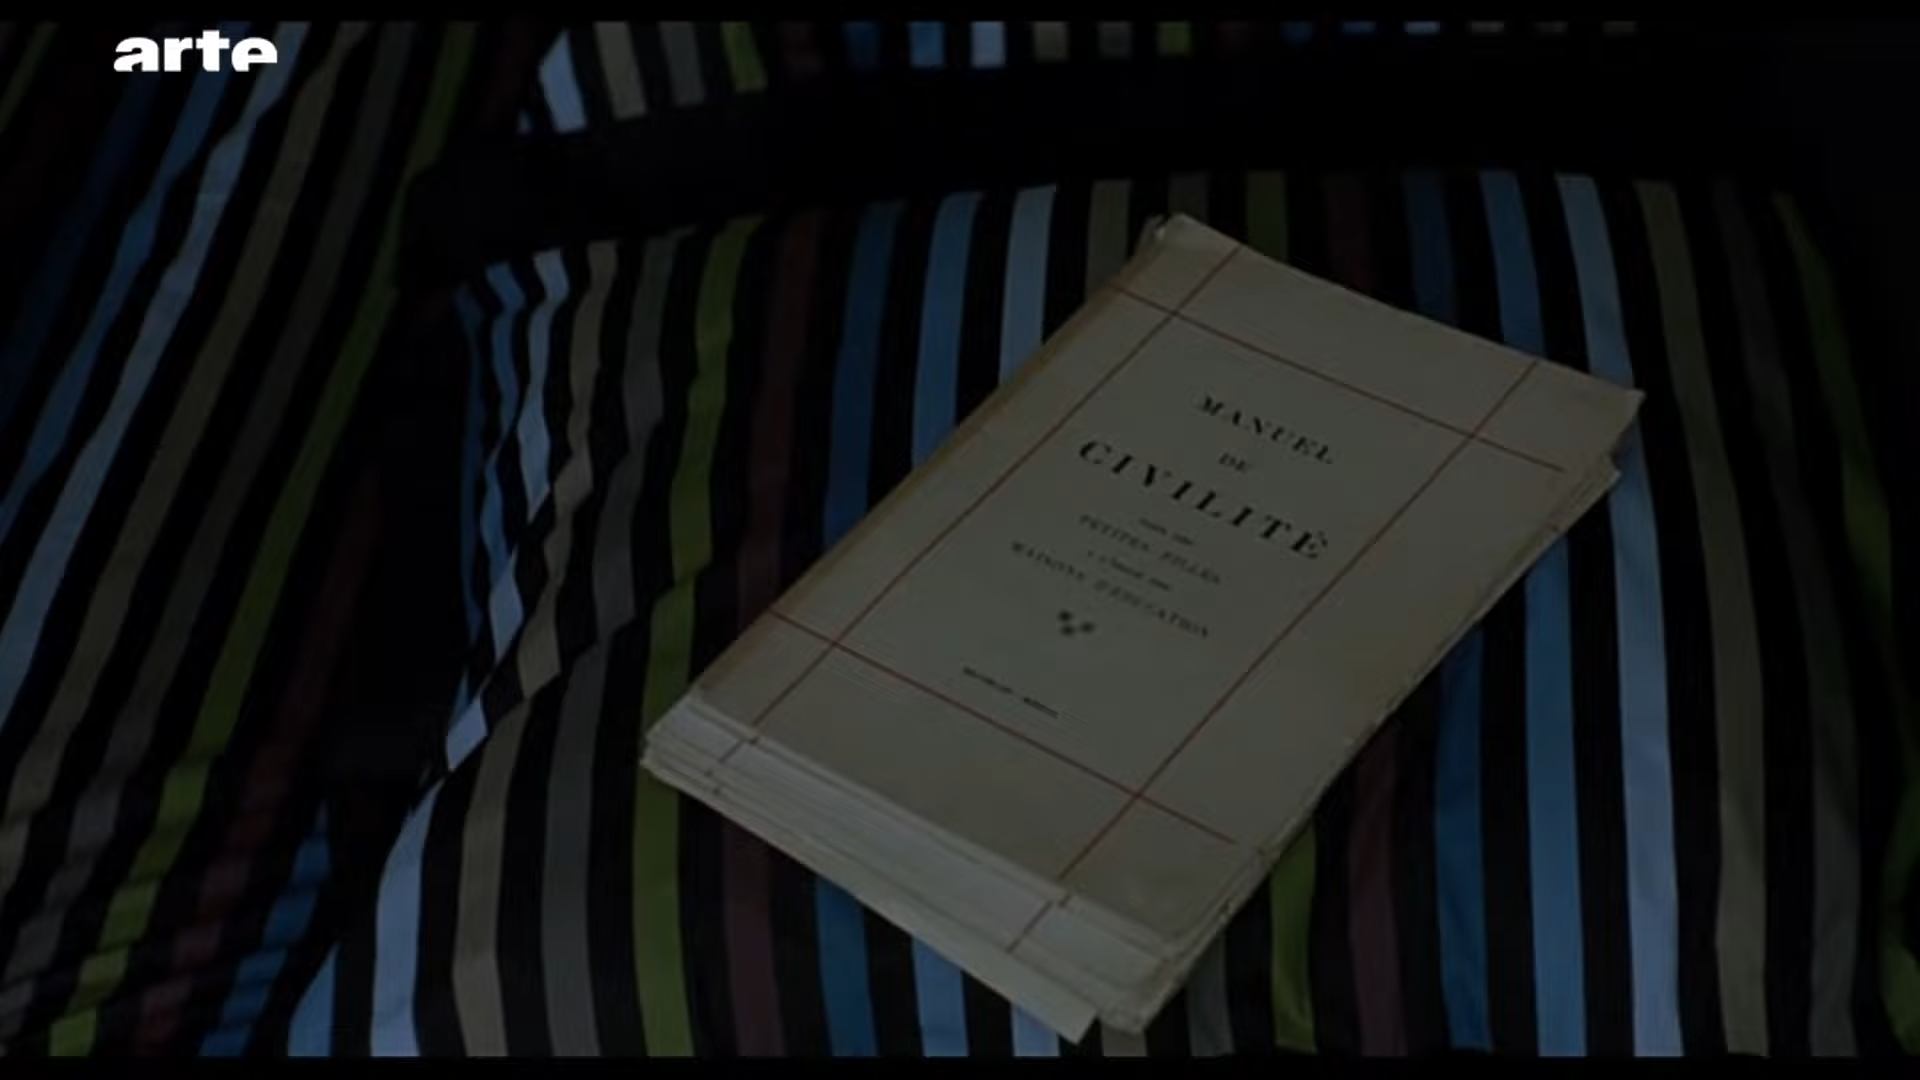 arte
MANUEL
DE
CIVILITÉ
PETITES FILLES
MAISONS D'ÉDUCATION